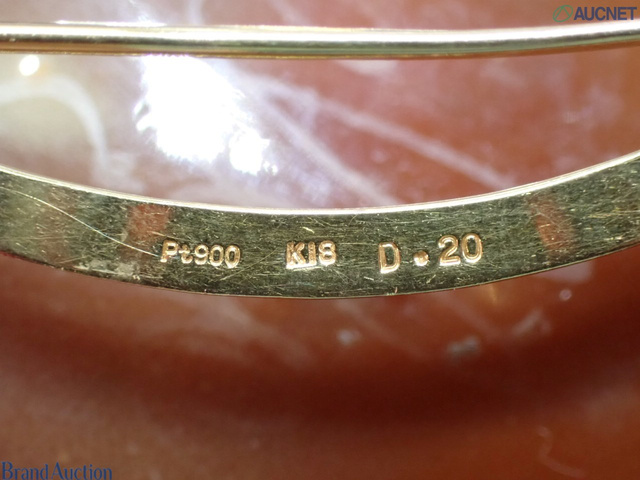 AUCNET
Pt900 K18 D•20
Brand Auction